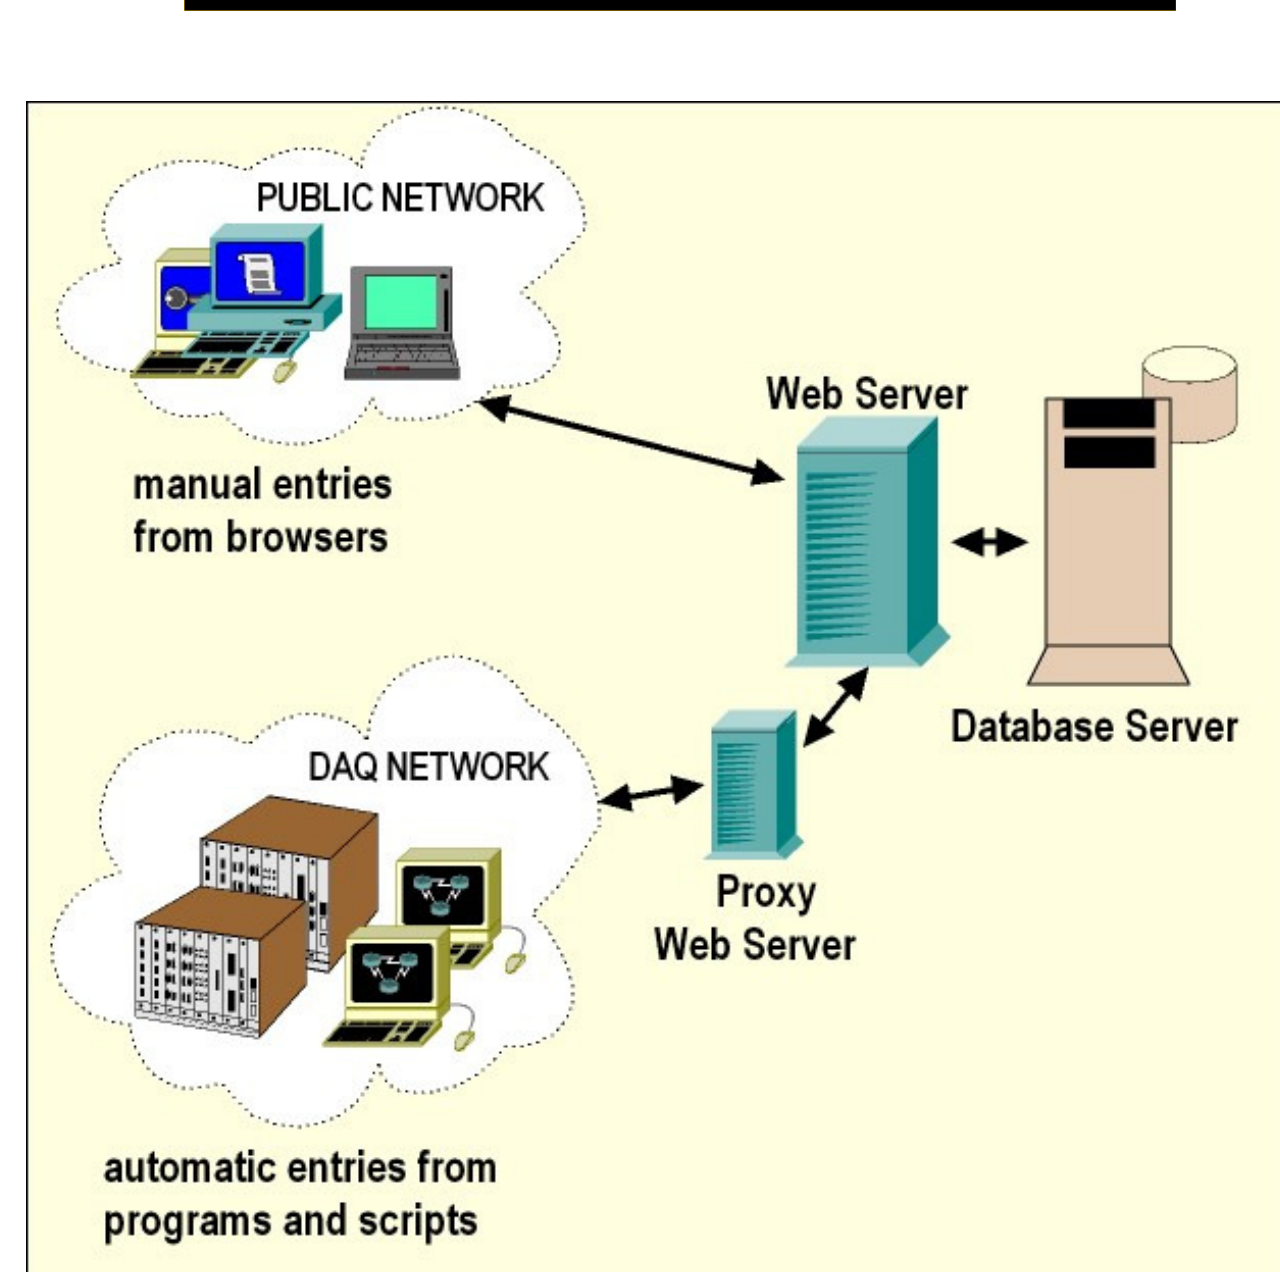 PUBLIC NETWORK
manual entries
from browsers
Web Server
Database Server
DAQ NETWORK
Proxy
Web Server
automatic entries from
programs and scripts